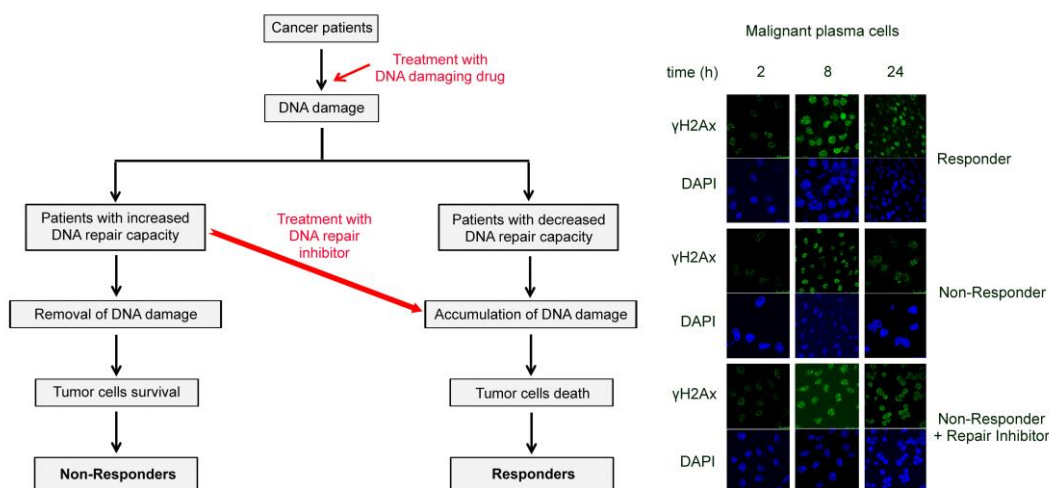 Cancer patients
Treatment with
DNA damaging drug
DNA damage
Patients with increased
DNA repair capacity
Treatment with
DNA repair
inhibitor
Patients with decreased
DNA repair capacity
Removal of DNA damage
Accumulation of DNA damage
Tumor cells survival
Tumor cells death
Non-Responders
Responders
Malignant plasma cells
time (h) 2 8 24
γH2Ax
DAPI
Responder
γH2Ax
DAPI
Non-Responder
γH2Ax
DAPI
Non-Responder
+ Repair Inhibitor